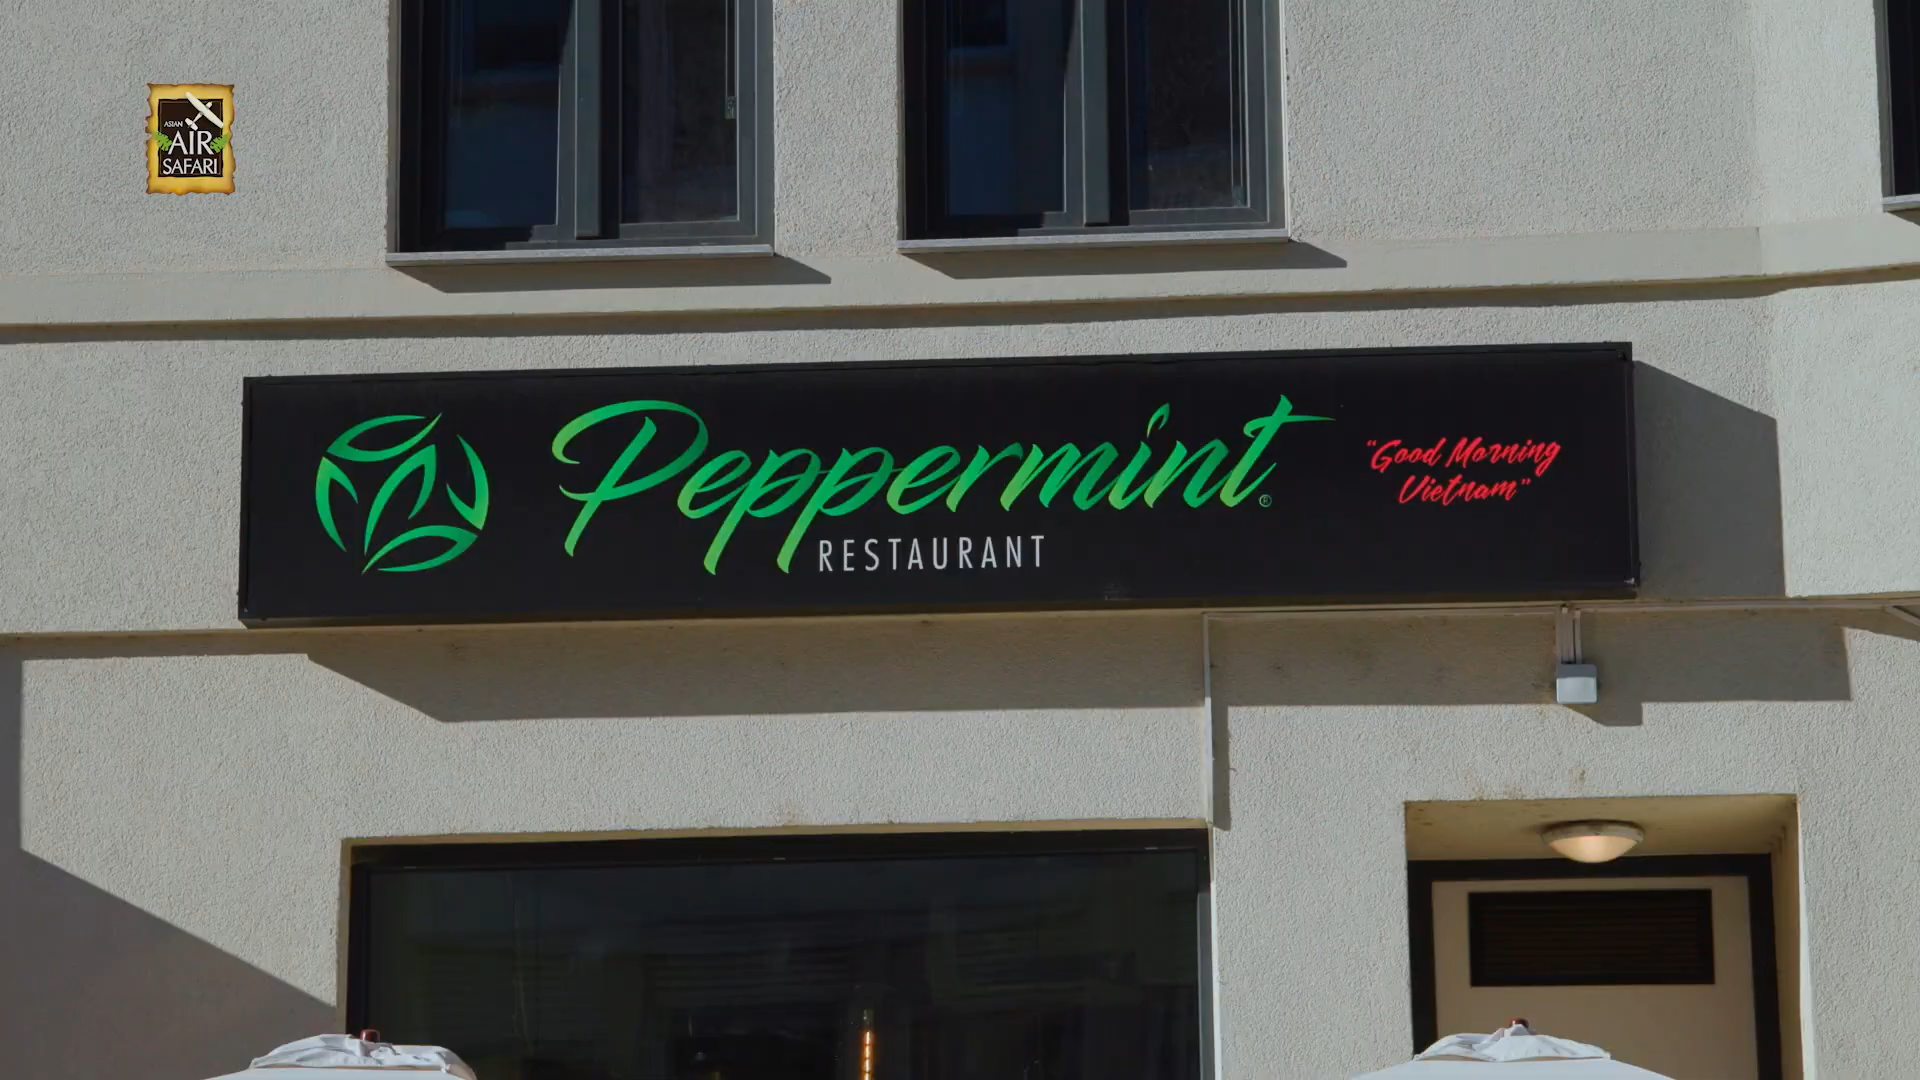 ASIAN
AIR
SAFARI
Peppermint®
RESTAURANT
"Good Morning
Vietnam"